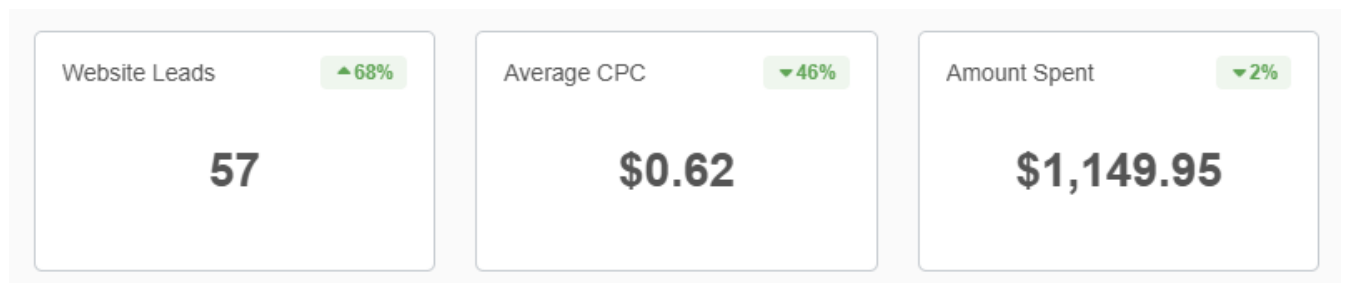 Website Leads ▲68%
57
Average CPC ▼46%
$0.62
Amount Spent ▼2%
$1,149.95